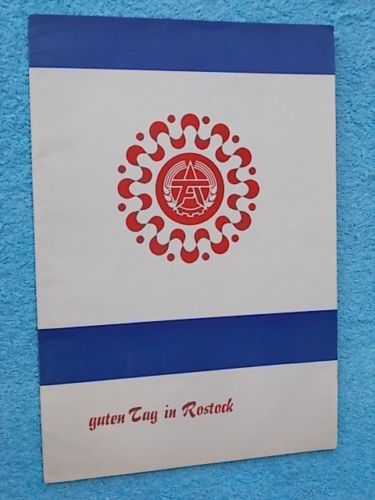 guten Tag in Rostock